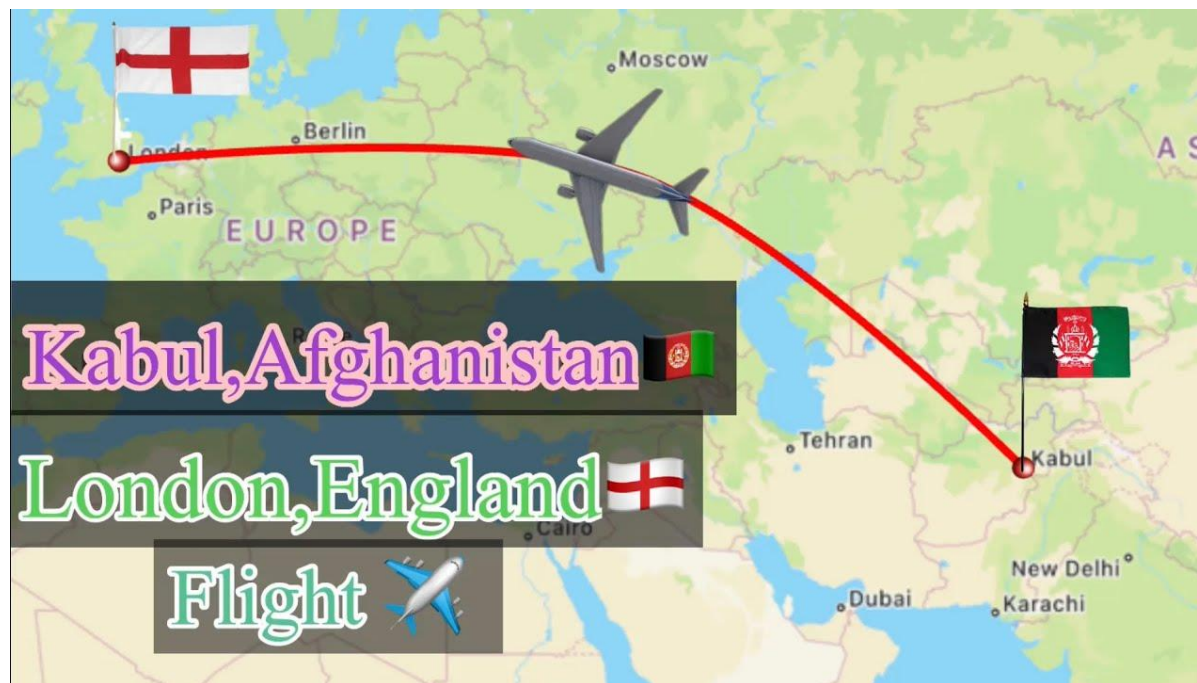 Moscow
Berlin
London
Paris
EUROPE
AS
Kabul,Afghanistan
Tehran
Kabul
London,England
Cairo
New Delhi
Flight
Dubai
Karachi